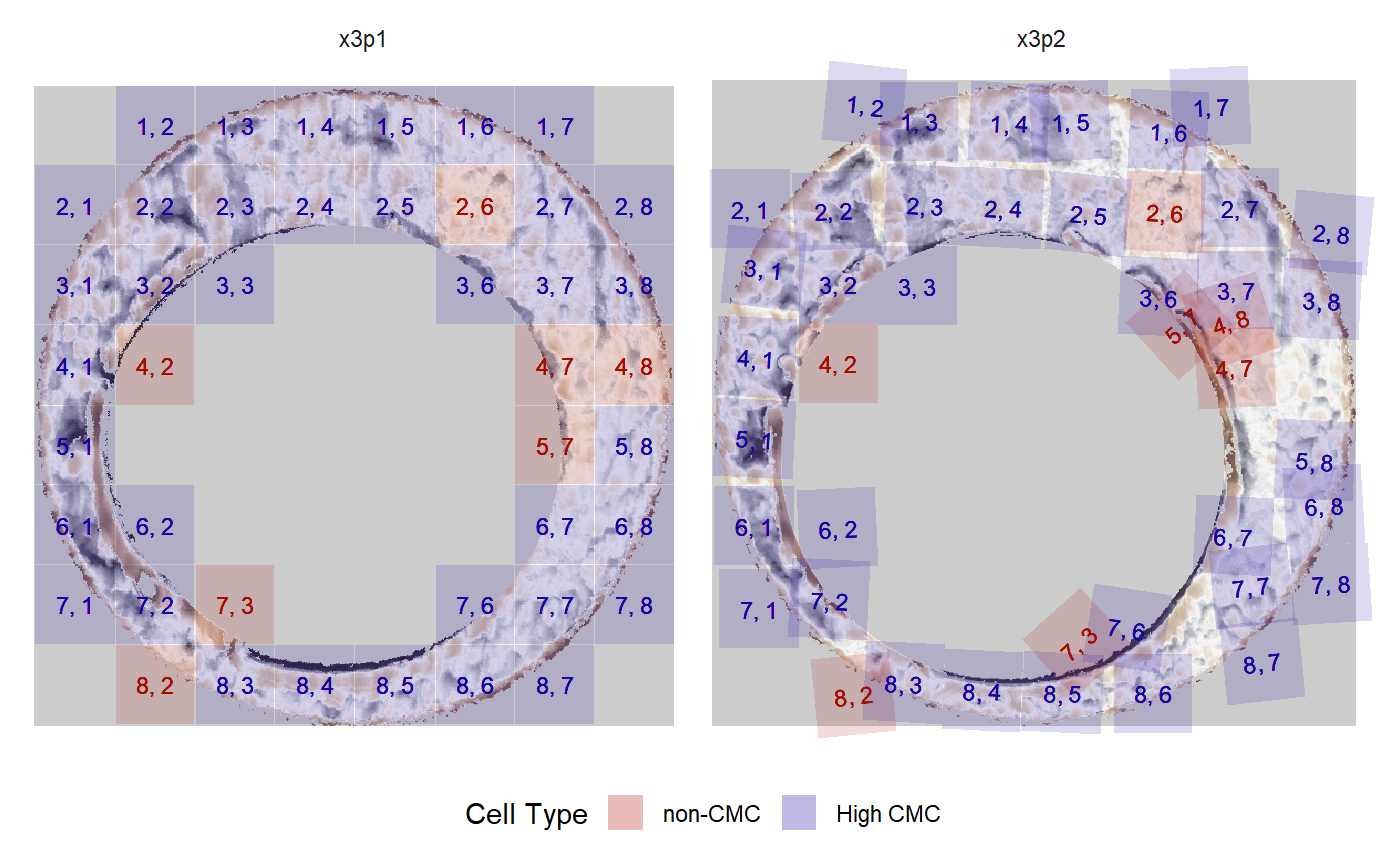 x3p1
1, 2 1, 3 1, 4 1, 5 1, 6 1, 7
2, 1 2, 2 2, 3 2, 4 2, 5 2, 6 2, 7 2, 8
3, 1 3, 2 3, 3 3, 6 3, 7 3, 8
4, 1 4, 2 4, 7 4, 8
5, 1 5, 7 5, 8
6, 1 6, 2 6, 7 6, 8
7, 1 7, 2 7, 3 7, 6 7, 7 7, 8
8, 2 8, 3 8, 4 8, 5 8, 6 8, 7
x3p2
1, 2 1, 3 1, 4 1, 5 1, 6 1, 7
2, 1 2, 2 2, 3 2, 4 2, 5 2, 6 2, 7 2, 8
3, 1 3, 2 3, 3 3, 6 3, 7 3, 8
5, 7 4, 8
4, 1 4, 2 4, 7
5, 1 5, 8
6, 1 6, 2 6, 7 6, 8
7, 1 7, 2 7, 3 7, 6 7, 7 7, 8
8, 2 8, 3 8, 4 8, 5 8, 6 8, 7
Cell Type non-CMC High CMC